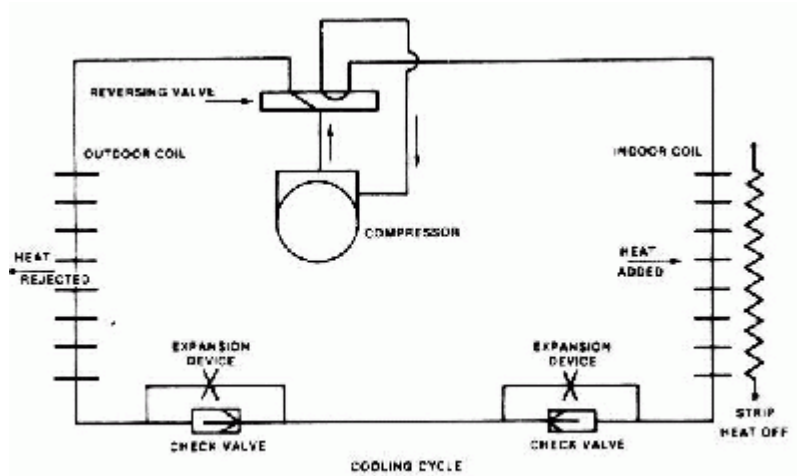 REVERSING VALVE
OUTDOOR COIL
INDOOR COIL
COMPRESSOR
HEAT
REJECTED
HEAT
ADDED
EXPANSION
DEVICE
EXPANSION
DEVICE
CHECK VALVE
CHECK VALVE
STRIP
HEAT OFF
COOLING CYCLE